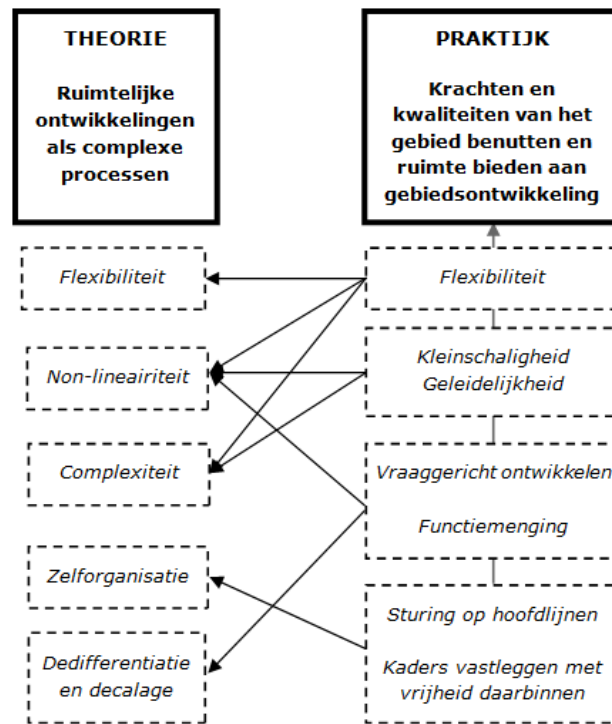 THEORIE
Ruimtelijke
ontwikkelingen
als complexe
processen
PRAKTIJK
Krachten en
kwaliteiten van het
gebied benutten en
ruimte bieden aan
gebiedsontwikkeling
Flexibiliteit
Non-lineairiteit
Complexiteit
Zelforganisatie
Dedifferentiatie
en decalage
Flexibiliteit
Kleinschaligheid
Geleidelijkheid
Vraaggericht ontwikkelen
Functiemenging
Sturing op hoofdlijnen
Kaders vastleggen met
vrijheid daarbinnen